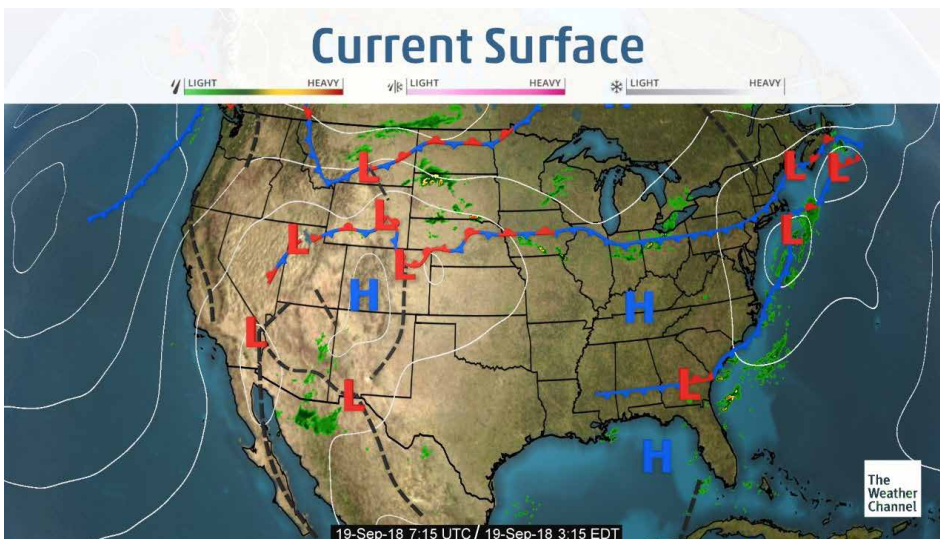 Current Surface
LIGHT HEAVY LIGHT HEAVY LIGHT HEAVY
H
L L L
L
L L
L
L
H H
L
L L
H
The
Weather
Channel
19-Sep-18 7:15 UTC / 19-Sep-18 3:15 EDT